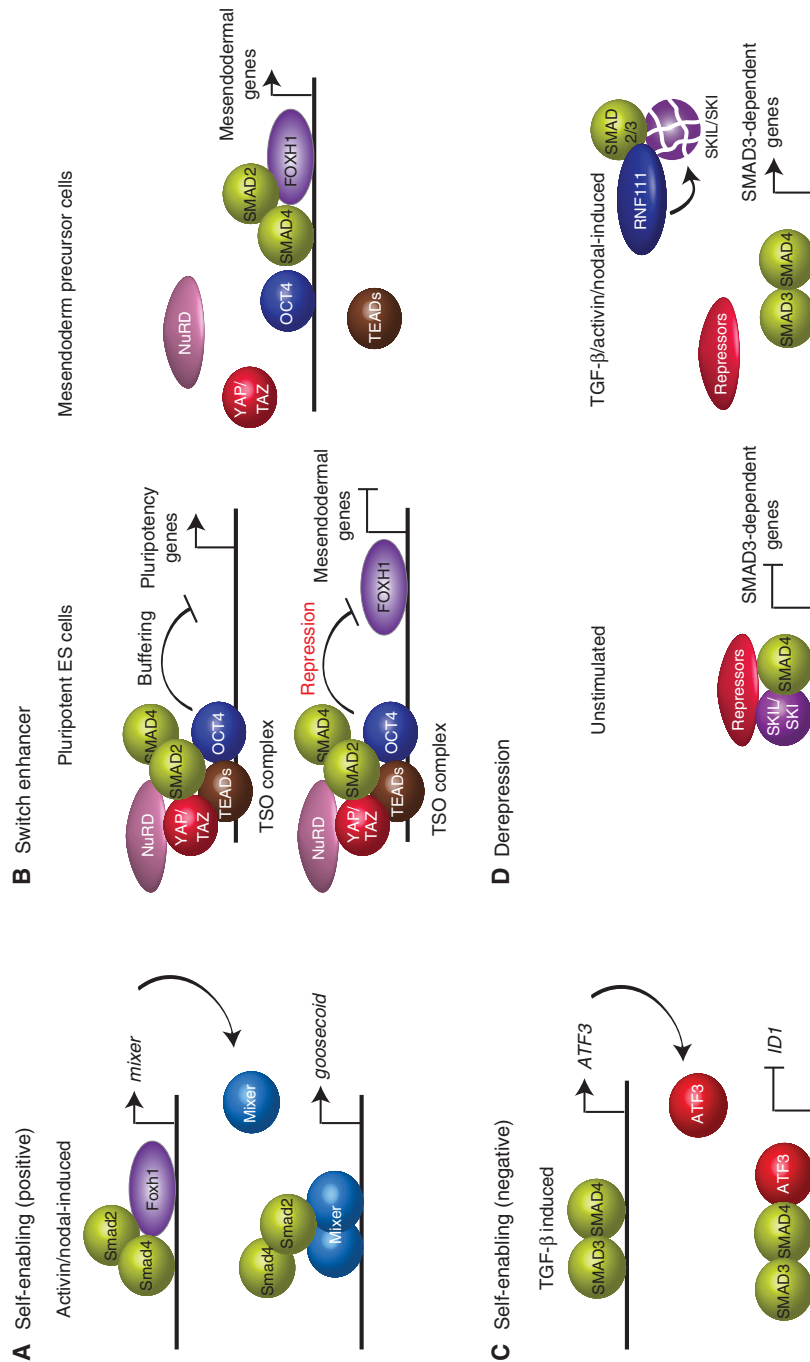 A Self-enabling (positive)
Activin/nodal-induced
Smad2
Smad4
Foxh1
mixer
Mixer
Smad4
Smad2
Mixer
goosecoid
B Switch enhancer
Pluripotent ES cells
NuRD
SMAD4
SMAD2
YAP/
TAZ
TEADs
OCT4
TSO complex
Buffering
Pluripotency
genes
NuRD
SMAD4
SMAD2
YAP/
TAZ
TEADs
OCT4
TSO complex
Repression
FOXH1
Mesendodermal
genes
Mesendoderm precursor cells
NuRD
YAP/
TAZ
OCT4
TEADs
SMAD2
SMAD4
FOXH1
Mesendodermal
genes
C Self-enabling (negative)
TGF-β induced
SMAD3
SMAD4
ATF3
ATF3
SMAD3
SMAD4
ATF3
ID1
D Derepression
Unstimulated
Repressors
SKIL/
SKI
SMAD4
SMAD3-dependent
genes
TGF-β/activin/nodal-induced
Repressors
SMAD3
SMAD4
RNF111
SMAD
2/3
SKIL/SKI
SMAD3-dependent
genes